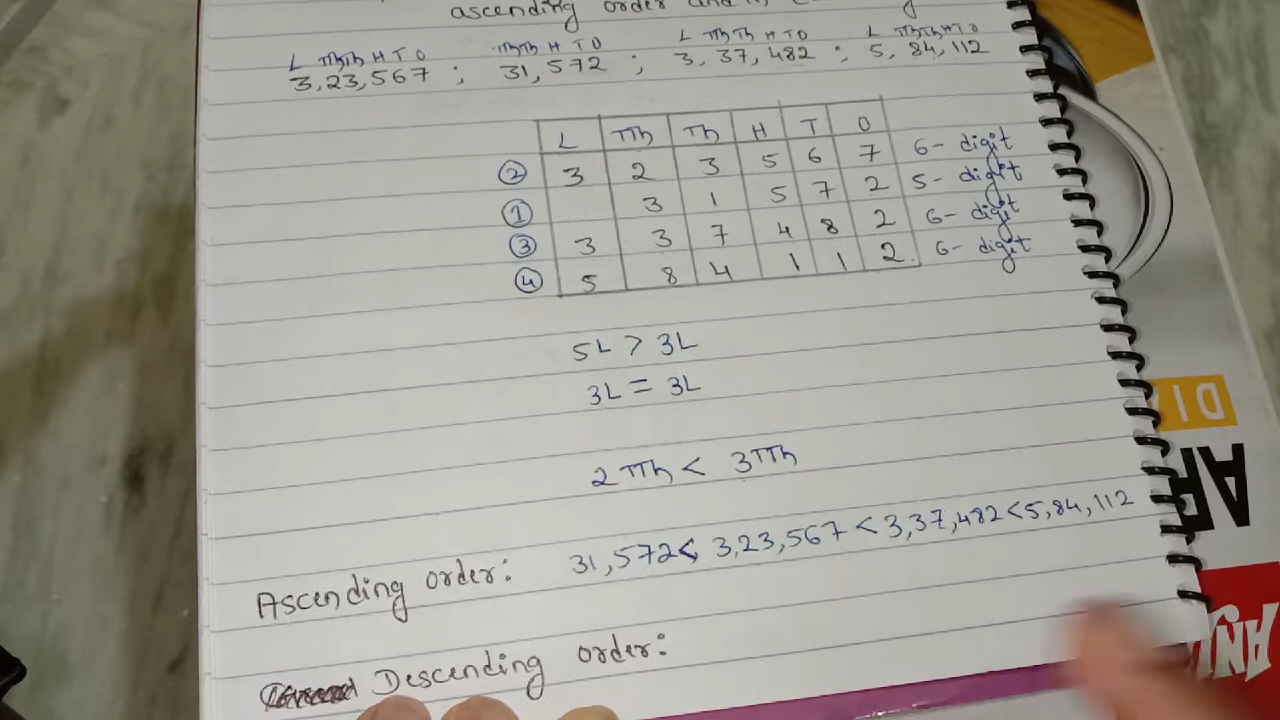 ascending order and
L TTh Th H T O TTh Th H T O L TTh Th H T O L TTh Th H T O
3,23,567 ; 31,572 ; 3,37,482 ; 5,84,112
L TTh Th H T O
② 3 2 3 5 6 7 6- digit
① 3 1 5 7 2 5- digit
③ 3 3 7 4 8 2 6- digit
④ 5 8 4 1 1 2. 6- digit
5L > 3L
3L = 3L
2TTh < 3TTh
Ascending order: 31,572 < 3,23,567 < 3,37,482 < 5,84,112
Descending order: